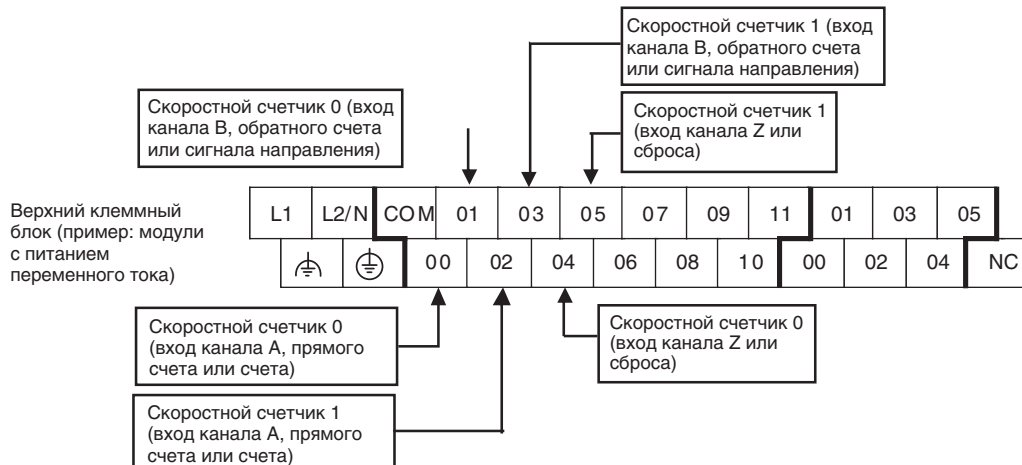 Скоростной счетчик 1 (вход
канала B, обратного счета
или сигнала направления)
Скоростной счетчик 0 (вход
канала B, обратного счета
или сигнала направления)
Скоростной счетчик 1
(вход канала Z или
сброса)
Верхний клеммный
блок (пример: модули
с питанием
переменного тока)
L1 L2/N COM 01 03 05 07 09 11 01 03 05
00 02 04 06 08 10 00 02 04 NC
Скоростной счетчик 0
(вход канала A, прямого
счета или счета)
Скоростной счетчик 0
(вход канала Z или
сброса)
Скоростной счетчик 1
(вход канала A, прямого
счета или счета)